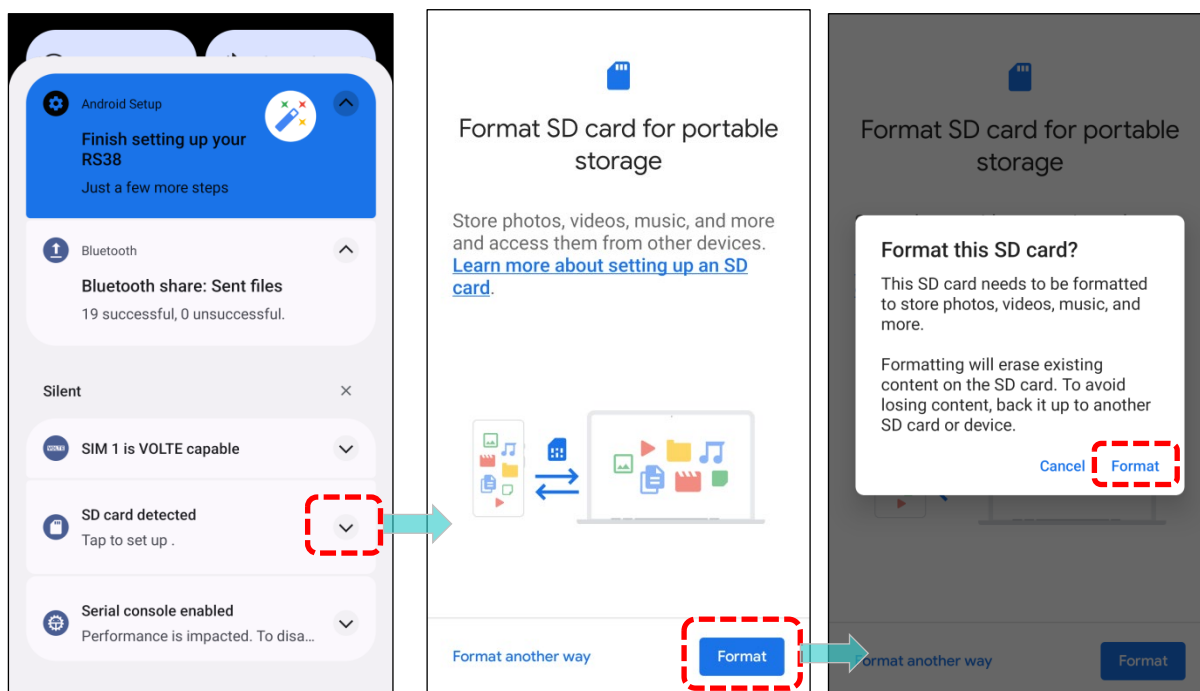 Android Setup
Finish setting up your
RS38
Just a few more steps
Bluetooth
Bluetooth share: Sent files
19 successful, 0 unsuccessful.
Silent
VOLTE
SIM 1 is VOLTE capable
SD card detected
Tap to set up .
Serial console enabled
Performance is impacted. To disa...
Format SD card for portable
storage
Store photos, videos, music, and more
and access them from other devices.
Learn more about setting up an SD
card.
Format another way
Format
Format SD card for portable
storage
Format this SD card?
This SD card needs to be formatted
to store photos, videos, music, and
more.
Formatting will erase existing
content on the SD card. To avoid
losing content, back it up to another
SD card or device.
Cancel
Format
Format another way
Format